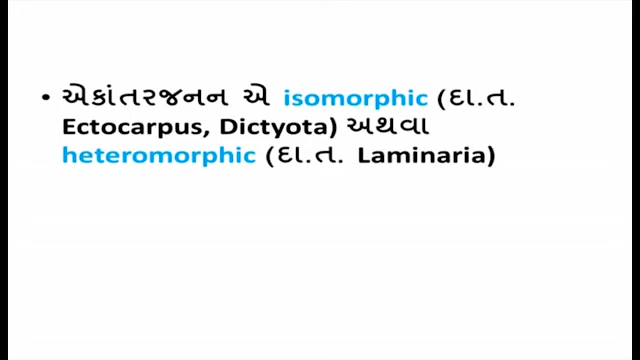 • એકાંતરજનન એ isomorphic (દા.ત.
Ectocarpus, Dictyota) અથવા
heteromorphic (દા.ત. Laminaria)